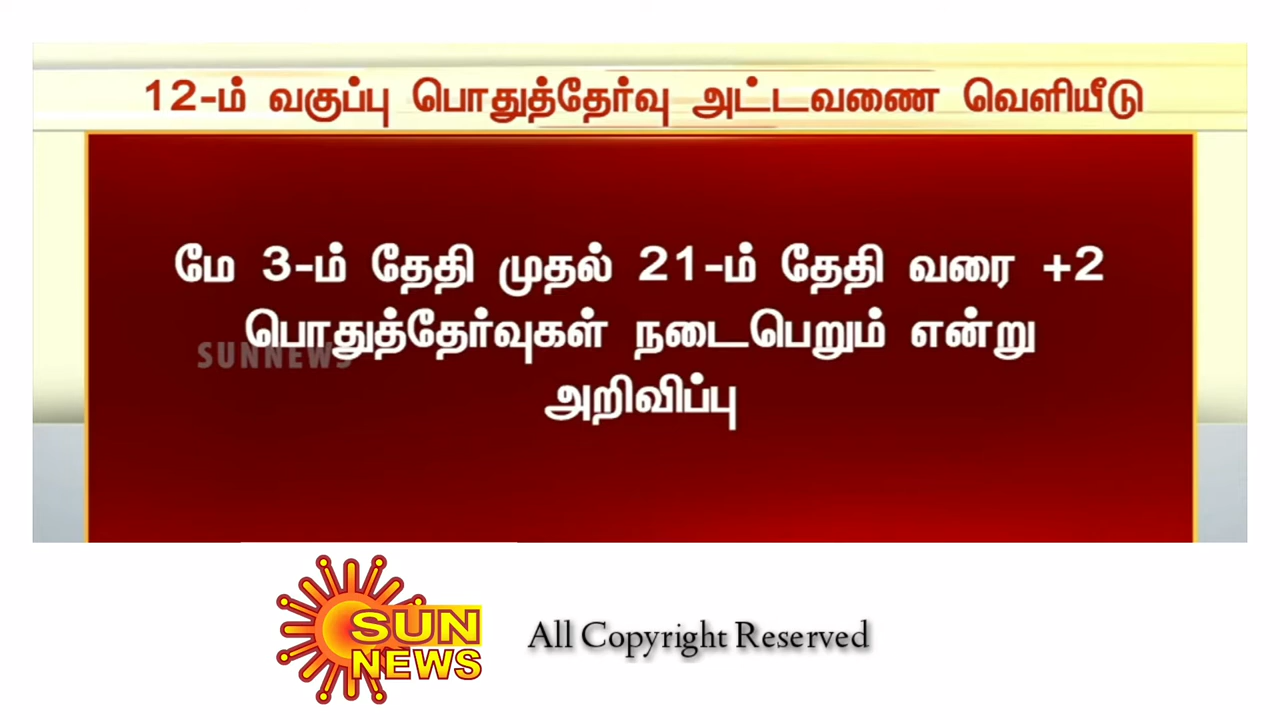 12-ம் வகுப்பு பொதுத்தேர்வு அட்டவணை வெளியீடு
மே 3-ம் தேதி முதல் 21-ம் தேதி வரை +2
பொதுத்தேர்வுகள் நடைபெறும் என்று
SUNNEWS
அறிவிப்பு
SUN
NEWS
All Copyright Reserved